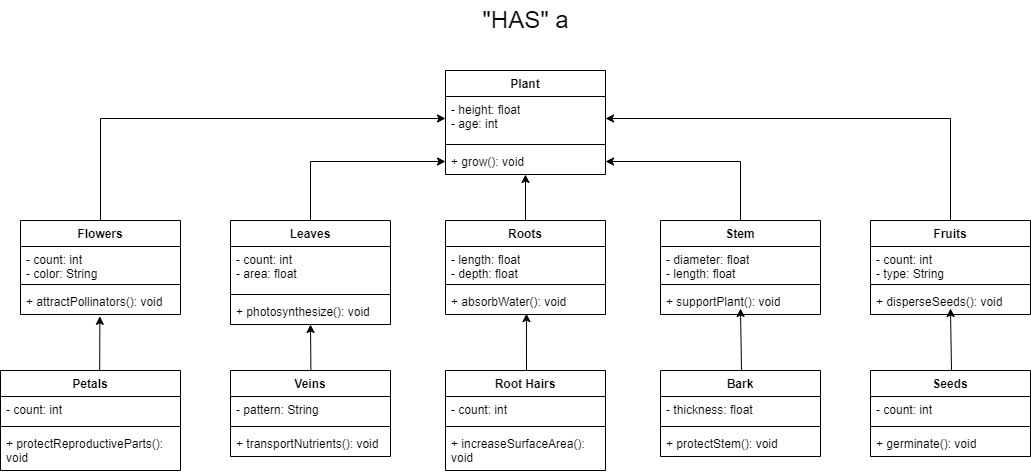 "HAS" a
Plant
- height: float
- age: int
+ grow(): void
Flowers
- count: int
- color: String
+ attractPollinators(): void
Leaves
- count: int
- area: float
+ photosynthesize(): void
Roots
- length: float
- depth: float
+ absorbWater(): void
Stem
- diameter: float
- length: float
+ supportPlant(): void
Fruits
- count: int
- type: String
+ disperseSeeds(): void
Petals
- count: int
+ protectReproductiveParts():
void
Veins
- pattern: String
+ transportNutrients(): void
Root Hairs
- count: int
+ increaseSurfaceArea():
void
Bark
- thickness: float
+ protectStem(): void
Seeds
- count: int
+ germinate(): void